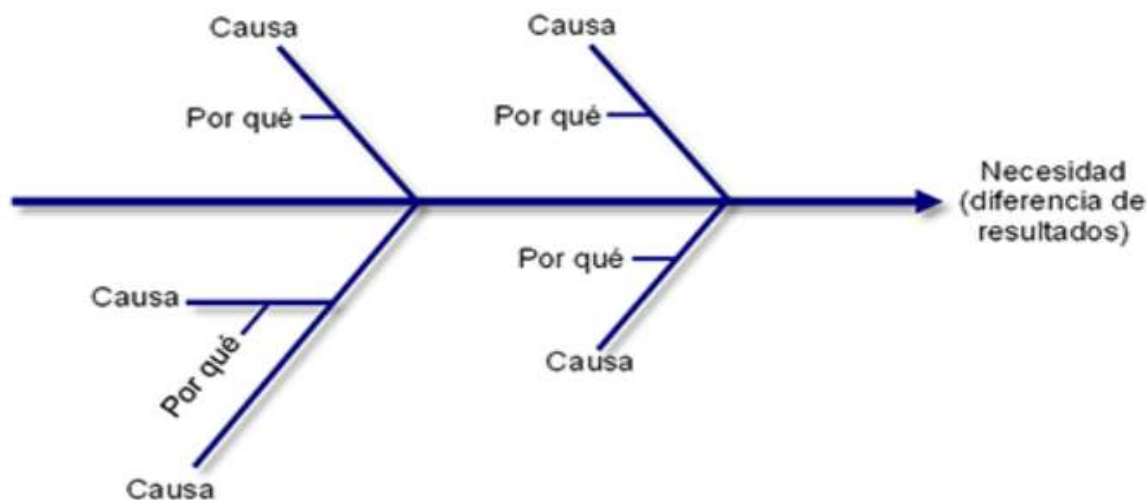 Causa
Causa
Por qué
Por qué
Necesidad
(diferencia de
resultados)
Por qué
Causa
Por qué
Causa
Causa